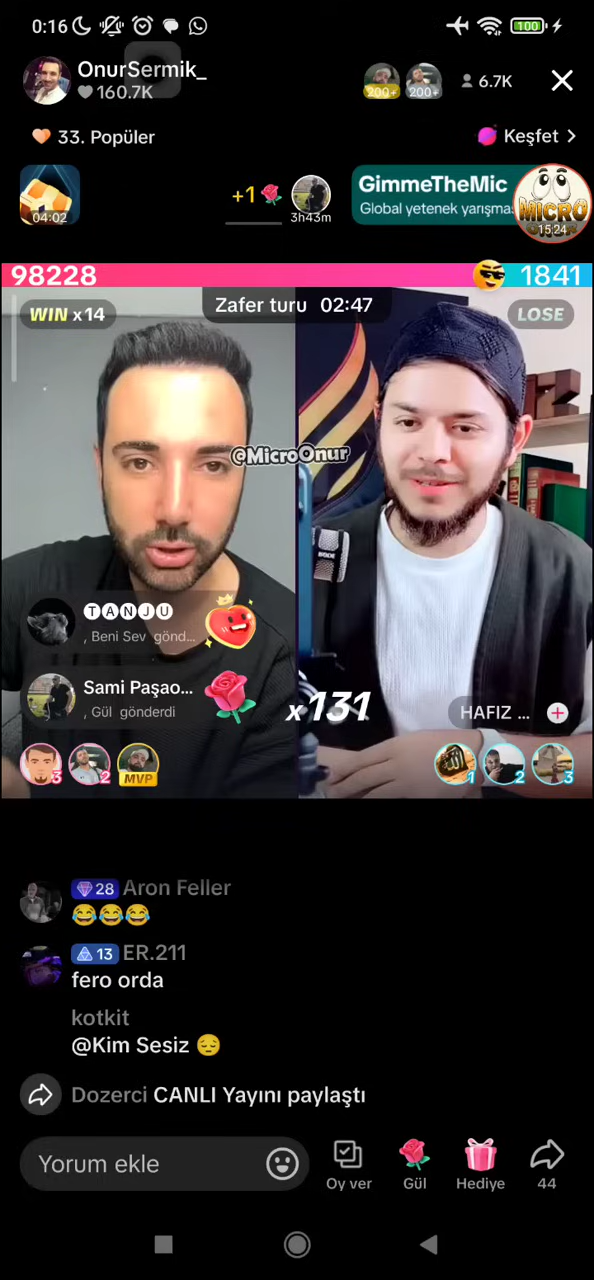 0:16
100
OnurSermik_
160.7K
200+
200+
6.7K
33. Popüler
Keşfet
04:02
+1
3h43m
GimmeTheMic
Global yetenek yarışma
MICRO
15:24
98228
1841
WIN x14
Zafer turu 02:47
LOSE
@MicroOnur
RODE
TANJU
, Beni Sev gönd...
Sami Paşao...
, Gül gönderdi
x131
HAFIZ ...
3
2
MVP
1
2
3
28 Aron Feller
😂😂😂
13 ER.211
fero orda
kotkit
@Kim Sesiz 😔
Dozerci CANLI Yayını paylaştı
Yorum ekle
Oy ver
Gül
Hediye
44